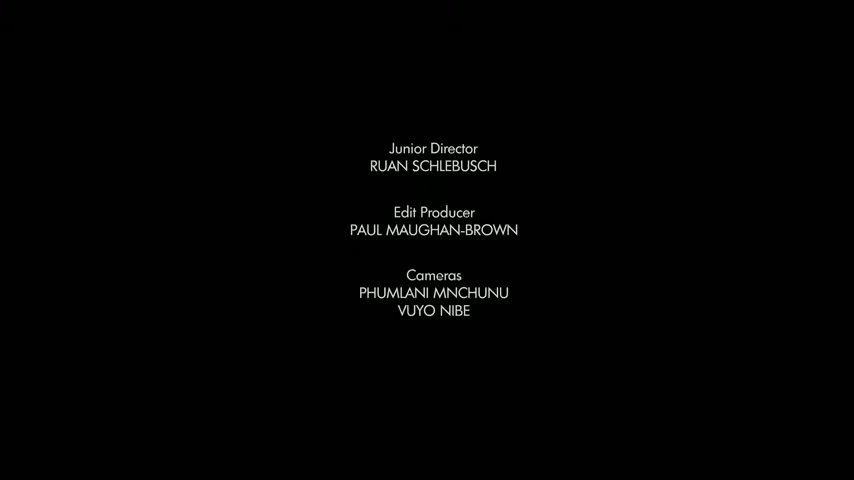 Junior Director
RUAN SCHLEBUSCH
Edit Producer
PAUL MAUGHAN-BROWN
Cameras
PHUMLANI MNCHUNU
VUYO NIBE